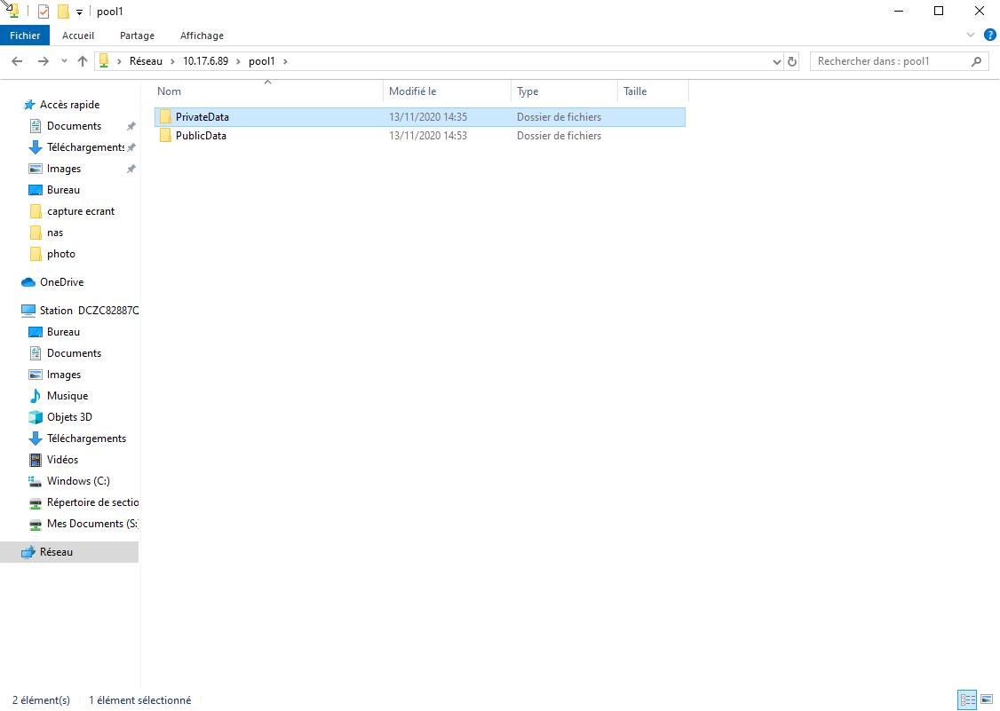 pool1
Fichier Accueil Partage Affichage
Réseau 10.17.6.89 pool1 Rechercher dans : pool1
Nom Modifié le Type Taille
PrivateData 13/11/2020 14:35 Dossier de fichiers
PublicData 13/11/2020 14:53 Dossier de fichiers
Accès rapide
Documents
Téléchargements
Images
Bureau
capture ecrant
nas
photo
OneDrive
Station DCZC82887Q
Bureau
Documents
Images
Musique
Objets 3D
Téléchargements
Vidéos
Windows (C:)
Répertoire de sectio
Mes Documents (S:
Réseau
2 élément(s) 1 élément sélectionné